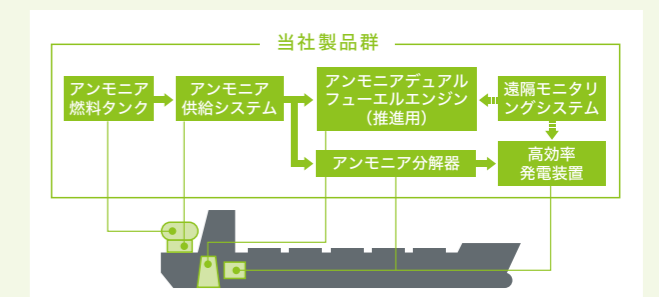 当社製品群
アンモニア
燃料タンク
アンモニア
供給システム
アンモニアデュアル
フューエルエンジン
（推進用）
遠隔モニタリ
ングシステム
アンモニア分解器
高効率
発電装置